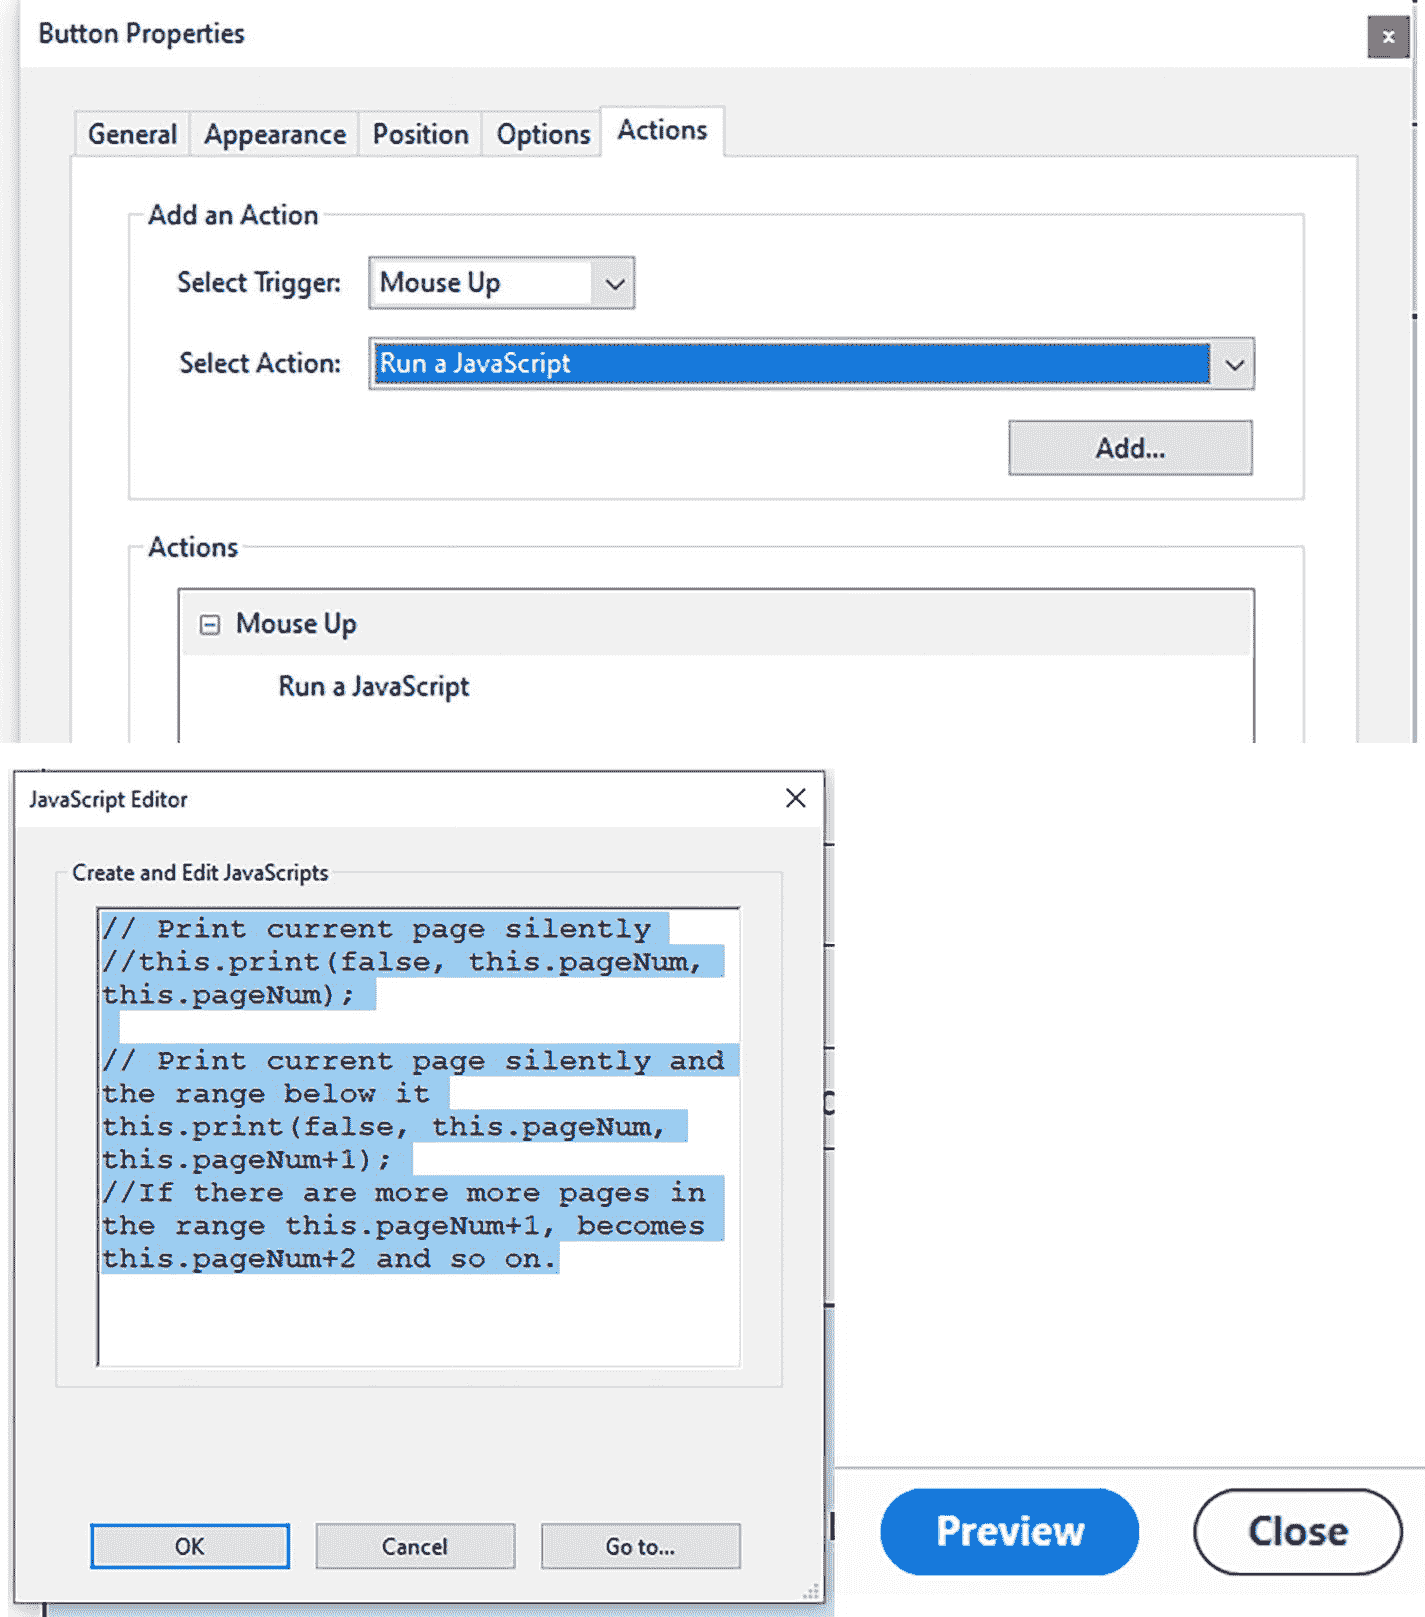 Button Properties
General Appearance Position Options Actions
Add an Action
Select Trigger: Mouse Up
Select Action: Run a JavaScript
Add...
Actions
Mouse Up
Run a JavaScript
JavaScript Editor
Create and Edit JavaScripts
// Print current page silently
//this.print(false, this.pageNum,
this.pageNum);
// Print current page silently and
the range below it
this.print(false, this.pageNum,
this.pageNum+1);
//If there are more more pages in
the range this.pageNum+1, becomes
this.pageNum+2 and so on.
OK Cancel Go to...
Preview Close